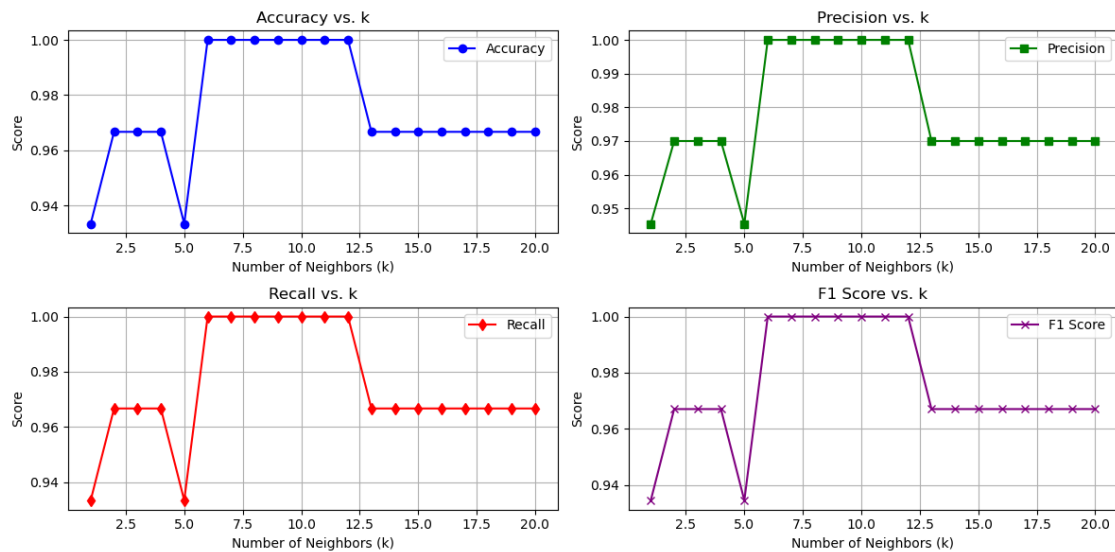 Accuracy vs. k
1.00
0.98
0.96
0.94
Score
Accuracy
2.5 5.0 7.5 10.0 12.5 15.0 17.5 20.0
Number of Neighbors (k)
Precision vs. k
1.00
0.99
0.98
0.97
0.96
0.95
Score
Precision
2.5 5.0 7.5 10.0 12.5 15.0 17.5 20.0
Number of Neighbors (k)
Recall vs. k
1.00
0.98
0.96
0.94
Score
Recall
2.5 5.0 7.5 10.0 12.5 15.0 17.5 20.0
Number of Neighbors (k)
F1 Score vs. k
1.00
0.98
0.96
0.94
Score
F1 Score
2.5 5.0 7.5 10.0 12.5 15.0 17.5 20.0
Number of Neighbors (k)